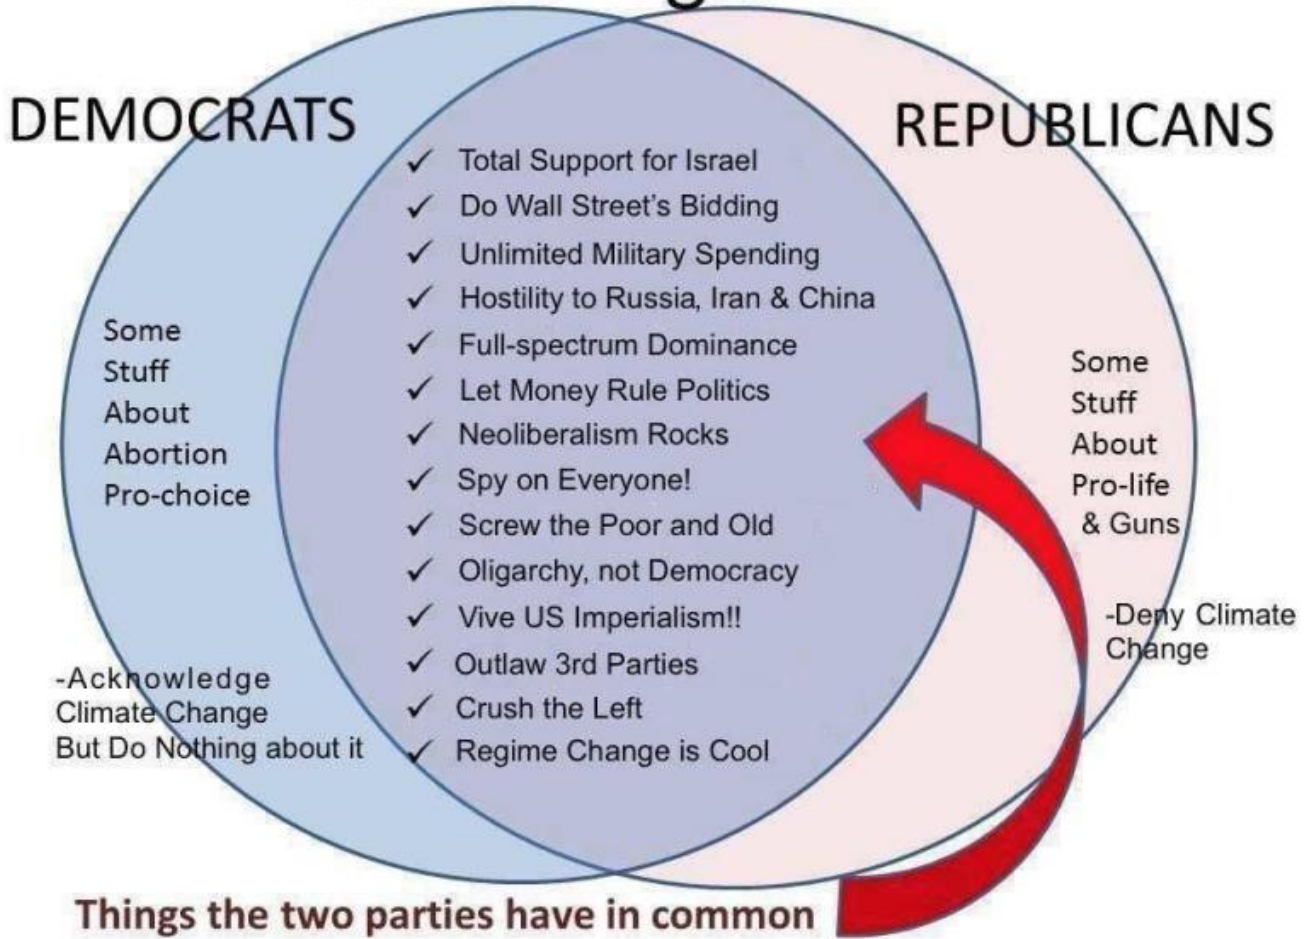 DEMOCRATS
REPUBLICANS
✓ Total Support for Israel
✓ Do Wall Street's Bidding
✓ Unlimited Military Spending
✓ Hostility to Russia, Iran & China
✓ Full-spectrum Dominance
✓ Let Money Rule Politics
✓ Neoliberalism Rocks
✓ Spy on Everyone!
✓ Screw the Poor and Old
✓ Oligarchy, not Democracy
✓ Vive US Imperialism!!
✓ Outlaw 3rd Parties
✓ Crush the Left
✓ Regime Change is Cool
Some
Stuff
About
Abortion
Pro-choice
-Acknowledge
Climate Change
But Do Nothing about it
Some
Stuff
About
Pro-life
& Guns
-Deny Climate
Change
Things the two parties have in common